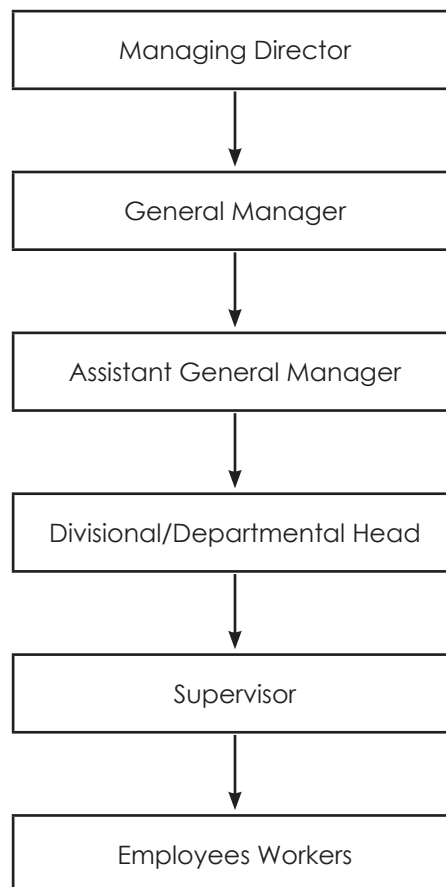 Managing Director
General Manager
Assistant General Manager
Divisional/Departmental Head
Supervisor
Employees Workers